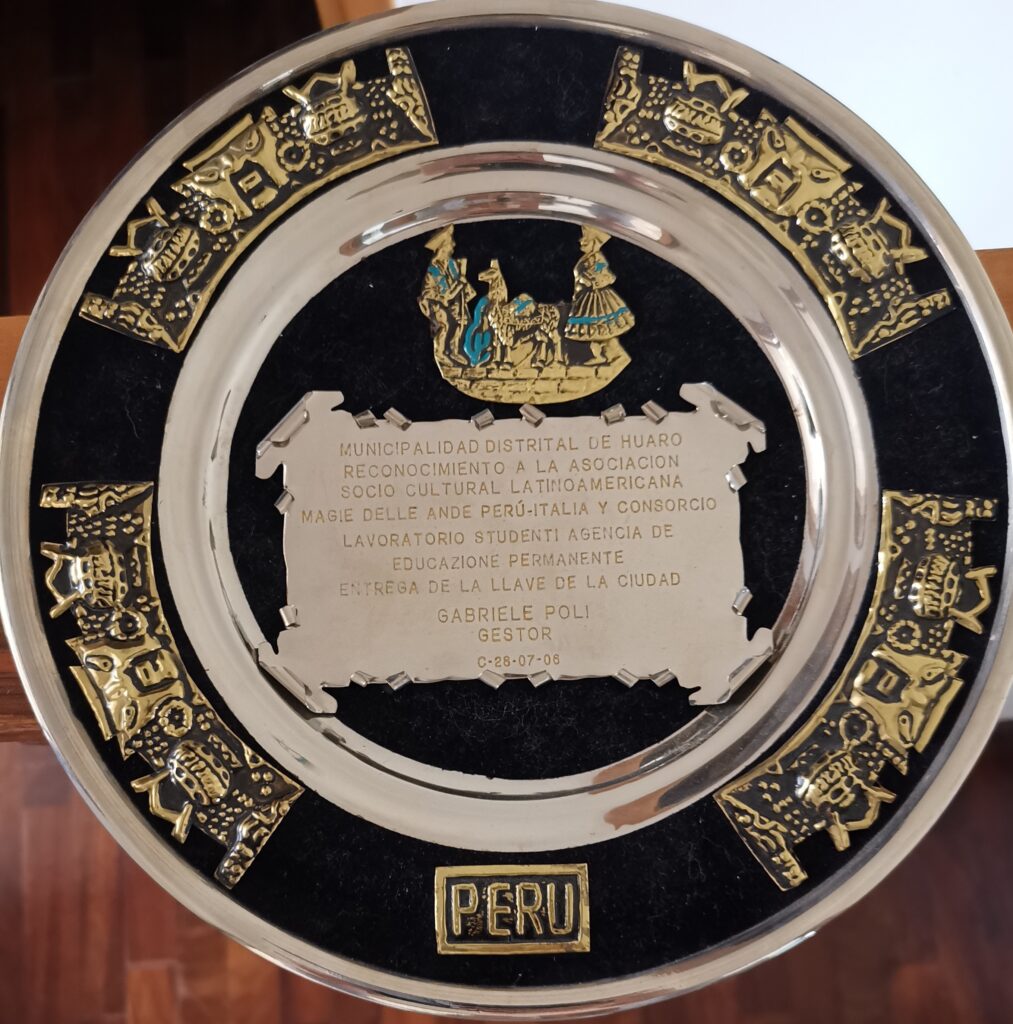 MUNICIPALIDAD DISTRITAL DE HUARO
RECONOCIMIENTO A LA ASOCIACION
SOCIO CULTURAL LATINOAMERICANA
MAGIE DELLE ANDE PERÚ-ITALIA Y CONSORCIO
LAVORATORIO STUDENTI AGENCIA DE
EDUCAZIONE PERMANENTE
ENTREGA DE LA LLAVE DE LA CIUDAD
GABRIELE POLI
GESTOR
C-28-07-06
PERU